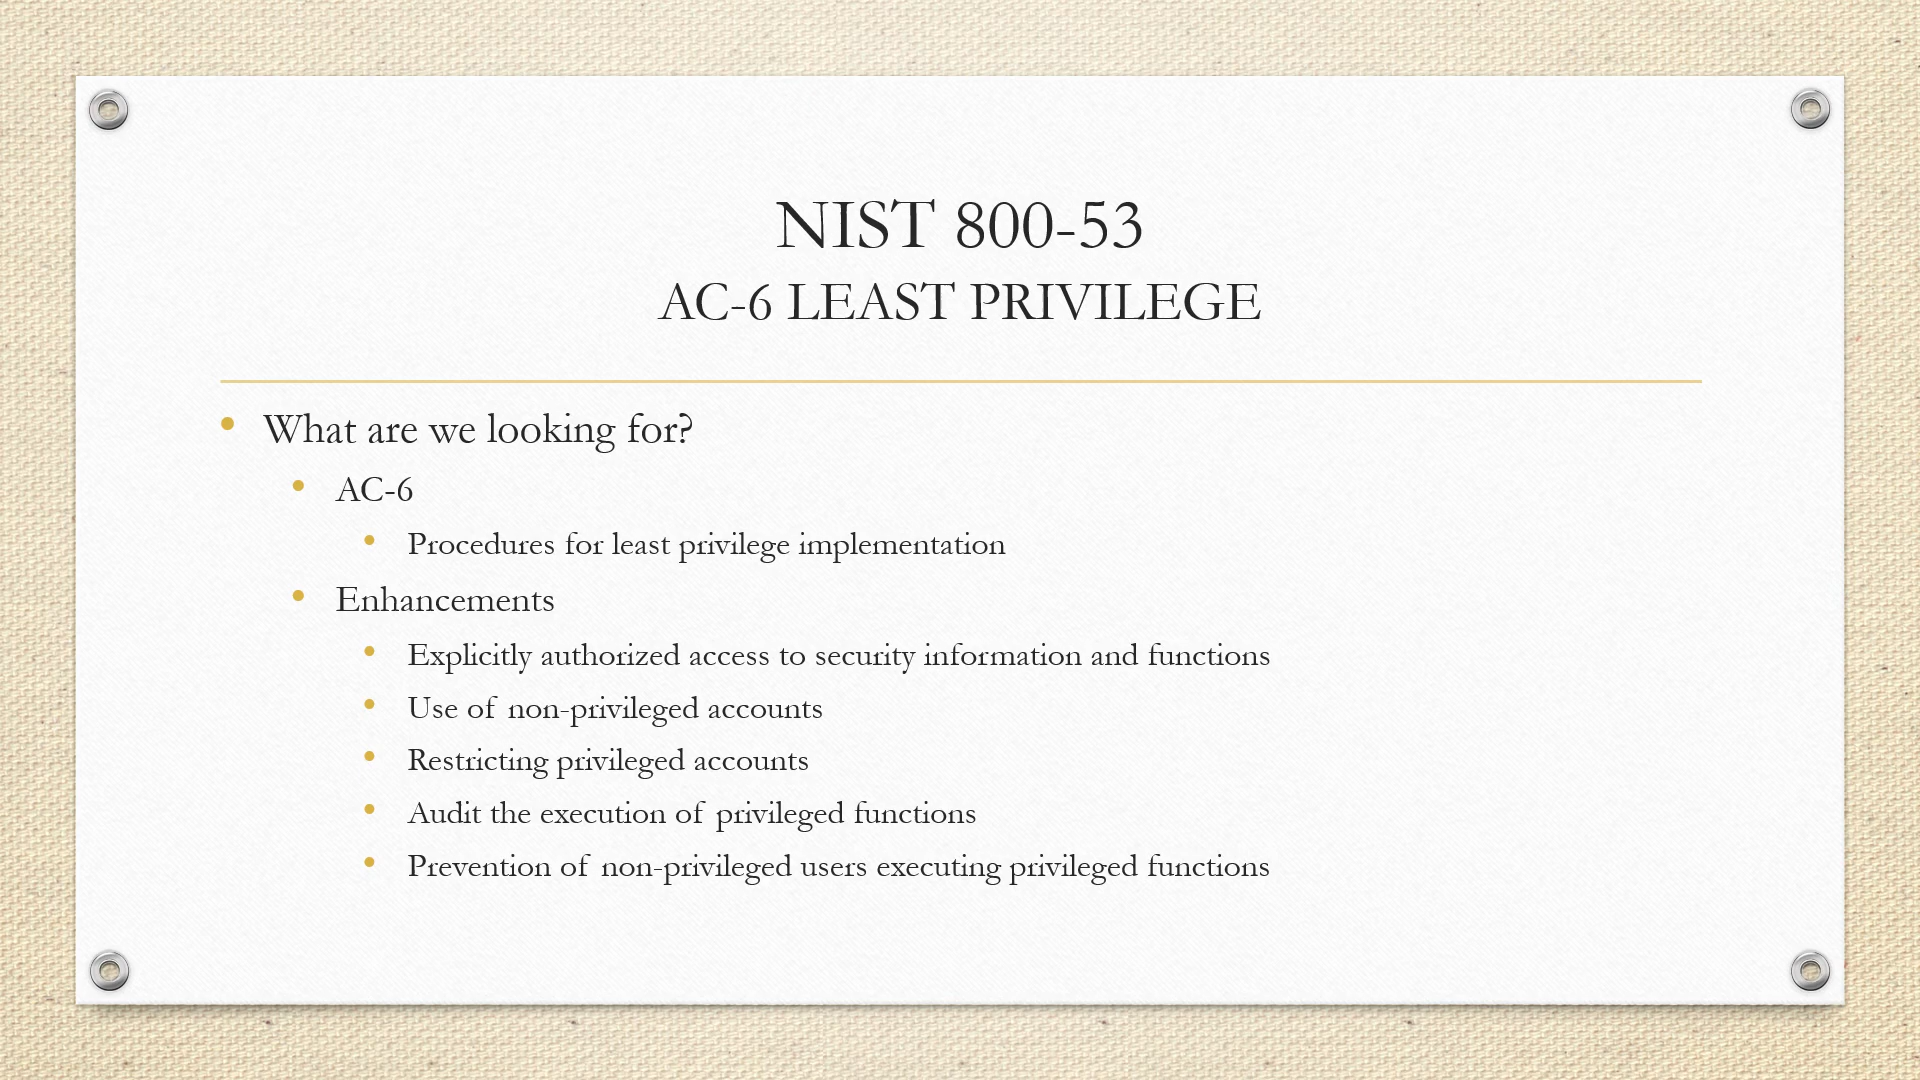 NIST 800-53
AC-6 LEAST PRIVILEGE
What are we looking for?
AC-6
Procedures for least privilege implementation
Enhancements
Explicitly authorized access to security information and functions
Use of non-privileged accounts
Restricting privileged accounts
Audit the execution of privileged functions
Prevention of non-privileged users executing privileged functions